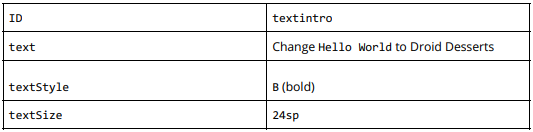 ID textintro
text Change Hello World to Droid Desserts
textStyle B (bold)
textSize 24sp